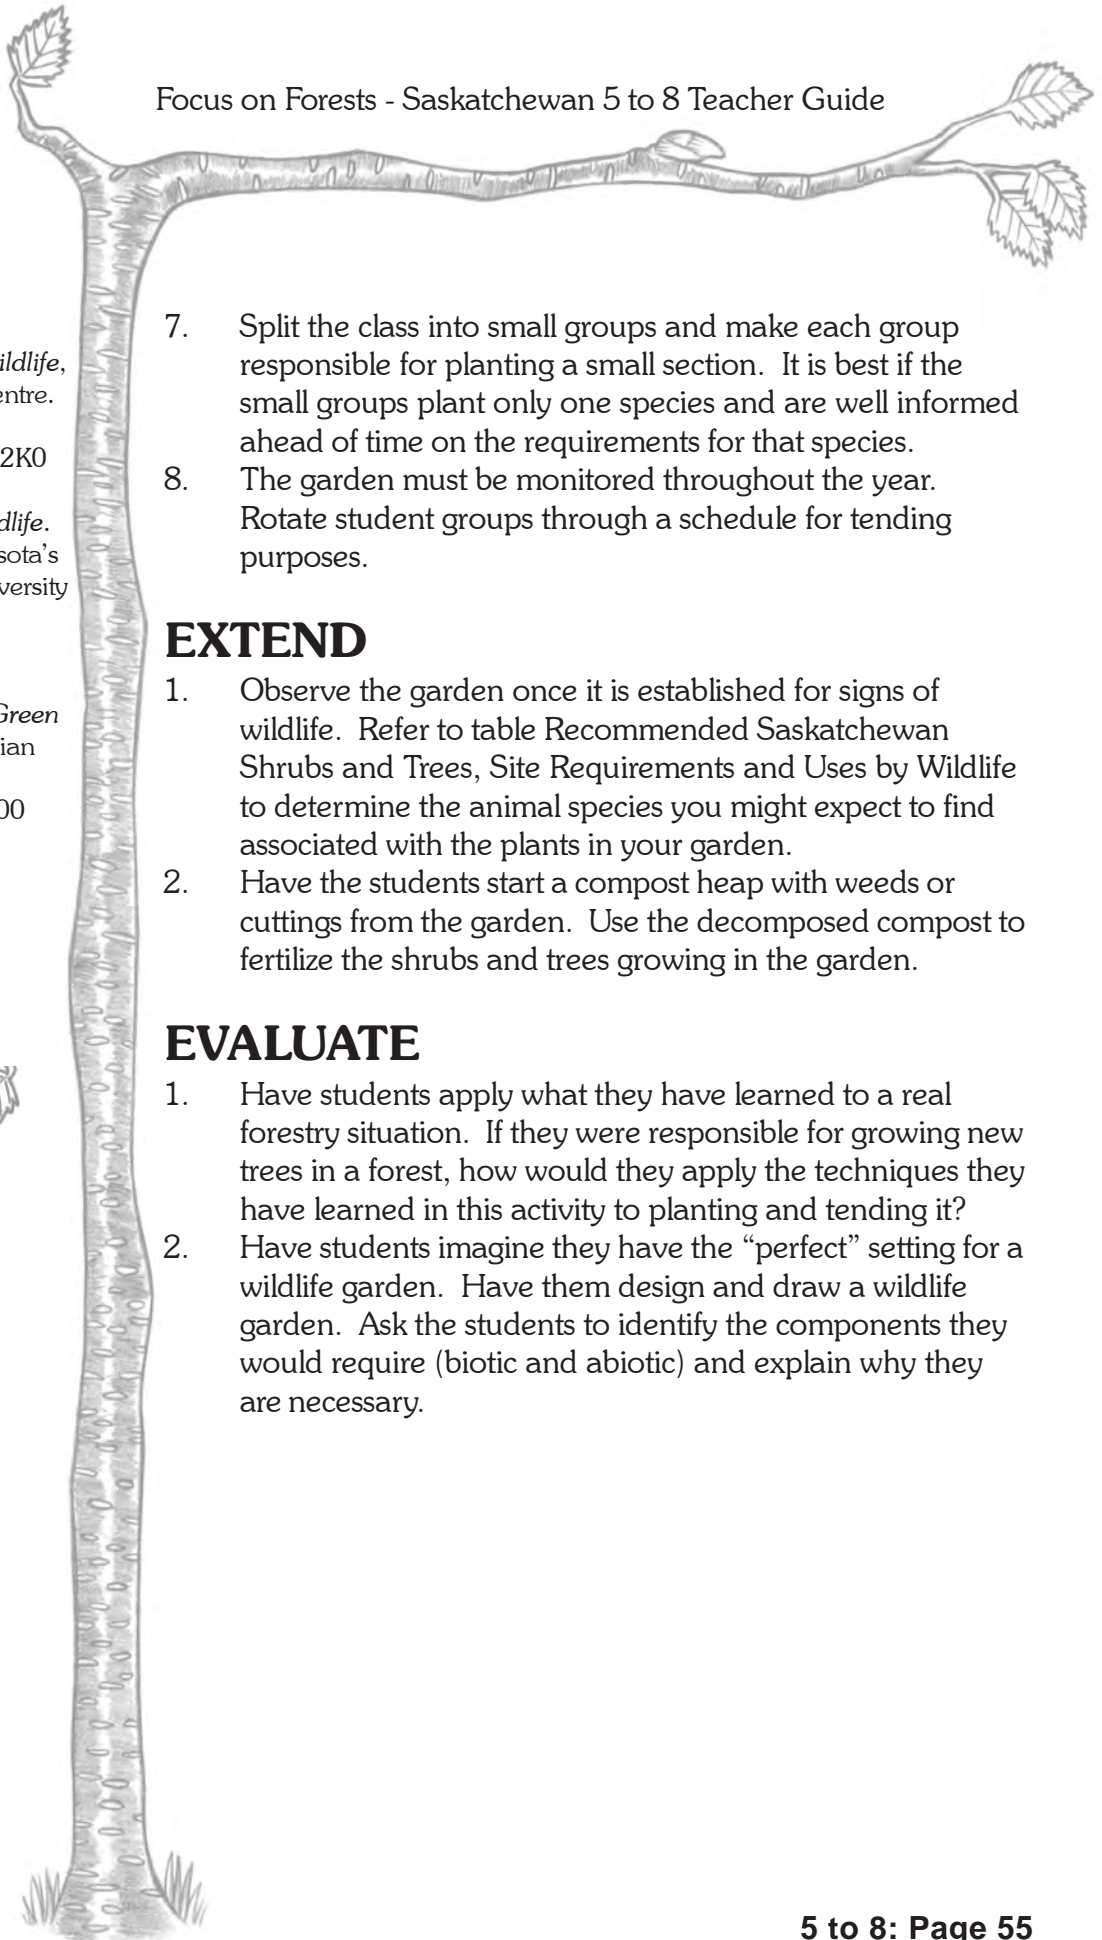 Focus on Forests - Saskatchewan 5 to 8 Teacher Guide
ildlife,
entre.
2K0
dlife.
sota's
versity
Green
ian
00
7. Split the class into small groups and make each group
responsible for planting a small section. It is best if the
small groups plant only one species and are well informed
ahead of time on the requirements for that species.
8. The garden must be monitored throughout the year.
Rotate student groups through a schedule for tending
purposes.
EXTEND
1. Observe the garden once it is established for signs of
wildlife. Refer to table Recommended Saskatchewan
Shrubs and Trees, Site Requirements and Uses by Wildlife
to determine the animal species you might expect to find
associated with the plants in your garden.
2. Have the students start a compost heap with weeds or
cuttings from the garden. Use the decomposed compost to
fertilize the shrubs and trees growing in the garden.
EVALUATE
1. Have students apply what they have learned to a real
forestry situation. If they were responsible for growing new
trees in a forest, how would they apply the techniques they
have learned in this activity to planting and tending it?
2. Have students imagine they have the “perfect” setting for a
wildlife garden. Have them design and draw a wildlife
garden. Ask the students to identify the components they
would require (biotic and abiotic) and explain why they
are necessary.
5 to 8: Page 55